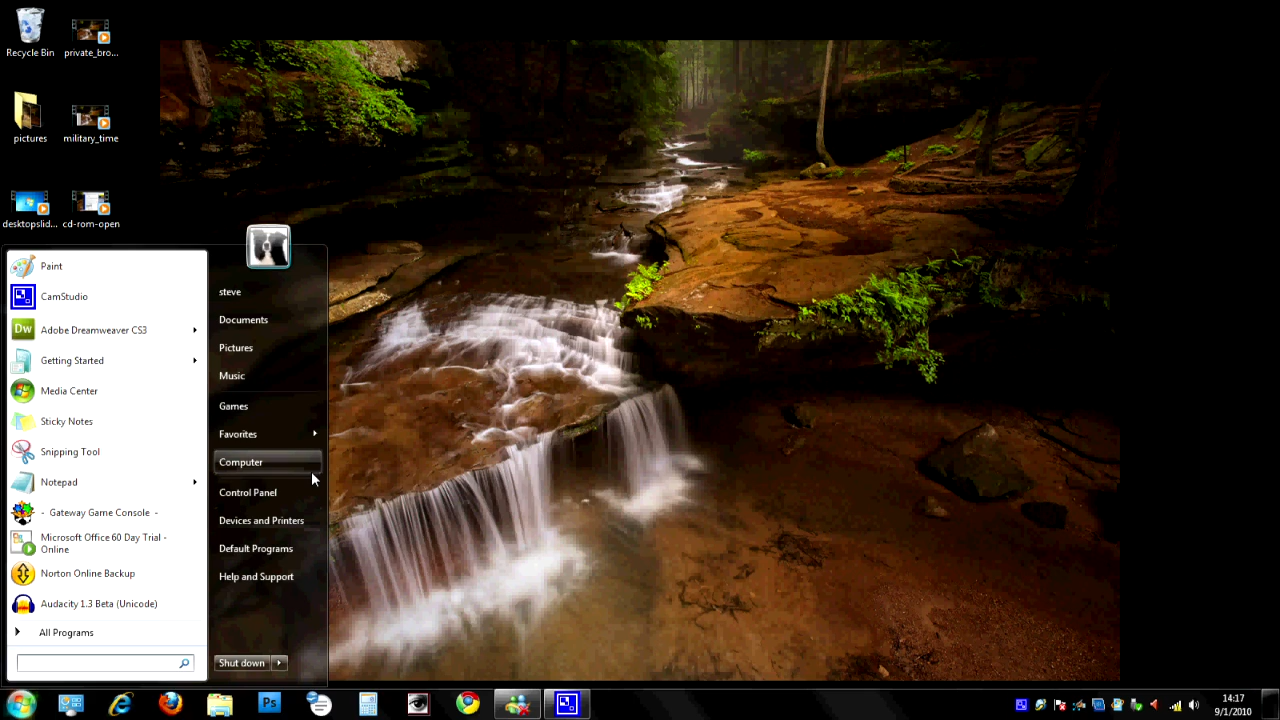 Recycle Bin
private_bro...
pictures
military_time
desktopslid...
cd-rom-open
Paint
CamStudio
Dw
Adobe Dreamweaver CS3
Getting Started
Media Center
Sticky Notes
Snipping Tool
Notepad
- Gateway Game Console -
Microsoft Office 60 Day Trial -
Online
Norton Online Backup
Audacity 1.3 Beta (Unicode)
All Programs
steve
Documents
Pictures
Music
Games
Favorites
Computer
Control Panel
Devices and Printers
Default Programs
Help and Support
Shut down
Ps
14:17
9/1/2010